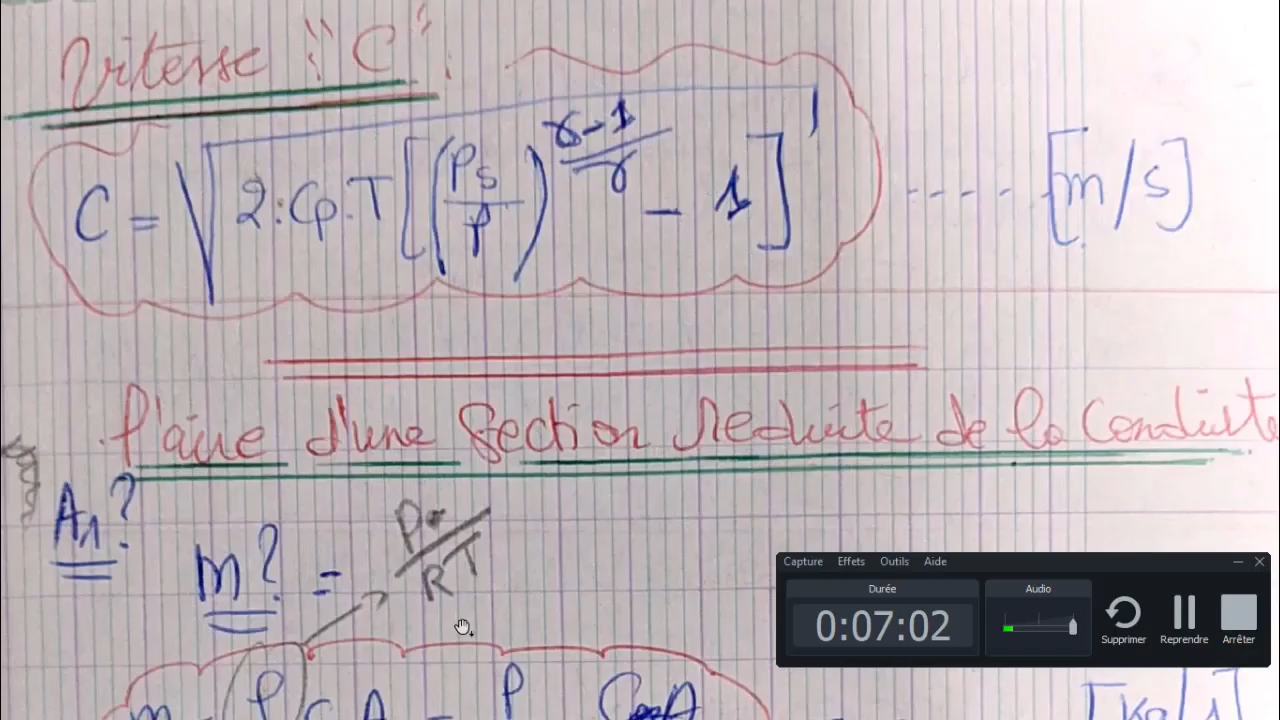 Vitesse "C" :
C = √2.Cp.T[(Ps/P)^(γ-1)/γ - 1] .... [m/s]
l'aire d'une section réduite de la conduite
A1?
m? = P/RT
Capture Effets Outils Aide
Durée Audio
0:07:02
Supprimer Reprendre Arrêter
m = ρ C A = P